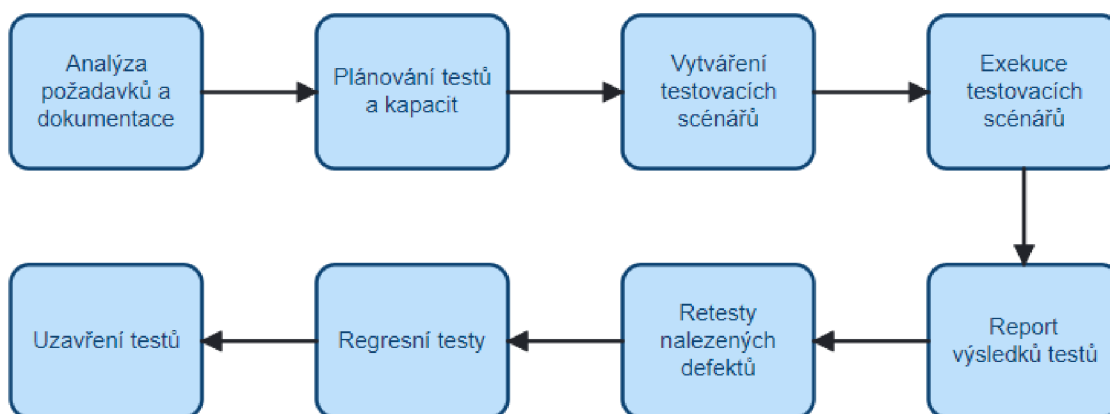 Analýza
požadavků a
dokumentace
Plánování testů
a kapacit
Vytváření
testovacích
scénářů
Exekuce
testovacích
scénářů
Report
výsledků testů
Retesty
nalezených
defektů
Regresní testy
Uzavření testů